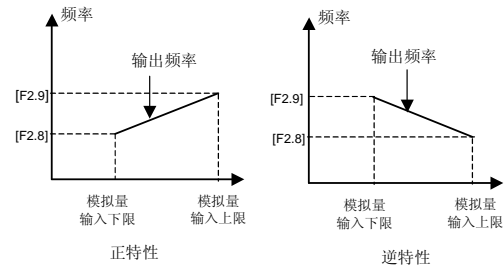 频率
输出频率
[F2.9]
[F2.8]
模拟量
输入下限
模拟量
输入上限
正特性
频率
输出频率
[F2.9]
[F2.8]
模拟量
输入下限
模拟量
输入上限
逆特性